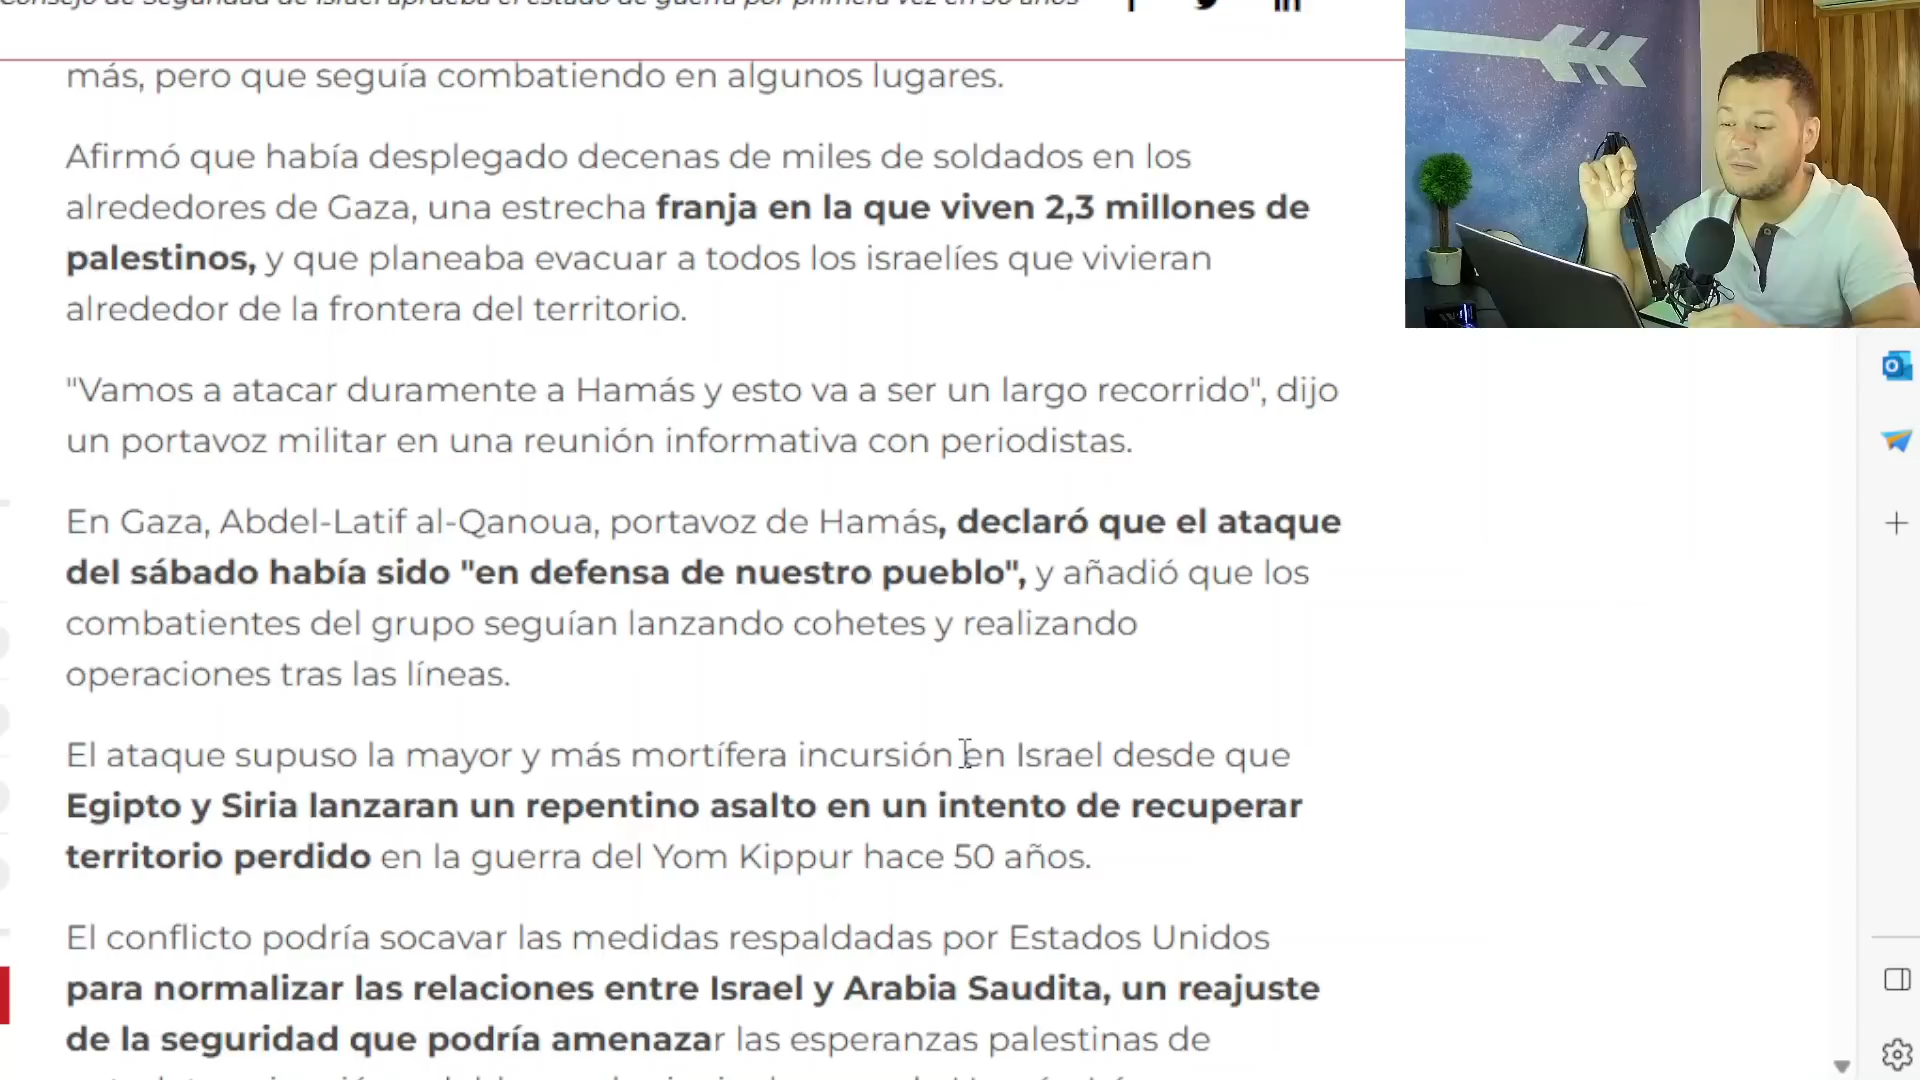 Consejo de Seguridad de Israel aprueba el estado de guerra por primera vez en 50 años
más, pero que seguía combatiendo en algunos lugares.
Afirmó que había desplegado decenas de miles de soldados en los
alrededores de Gaza, una estrecha franja en la que viven 2,3 millones de
palestinos, y que planeaba evacuar a todos los israelíes que vivieran
alrededor de la frontera del territorio.
"Vamos a atacar duramente a Hamás y esto va a ser un largo recorrido", dijo
un portavoz militar en una reunión informativa con periodistas.
En Gaza, Abdel-Latif al-Qanoua, portavoz de Hamás, declaró que el ataque
del sábado había sido "en defensa de nuestro pueblo", y añadió que los
combatientes del grupo seguían lanzando cohetes y realizando
operaciones tras las líneas.
El ataque supuso la mayor y más mortífera incursión en Israel desde que
Egipto y Siria lanzaran un repentino asalto en un intento de recuperar
territorio perdido en la guerra del Yom Kippur hace 50 años.
El conflicto podría socavar las medidas respaldadas por Estados Unidos
para normalizar las relaciones entre Israel y Arabia Saudita, un reajuste
de la seguridad que podría amenazar las esperanzas palestinas de